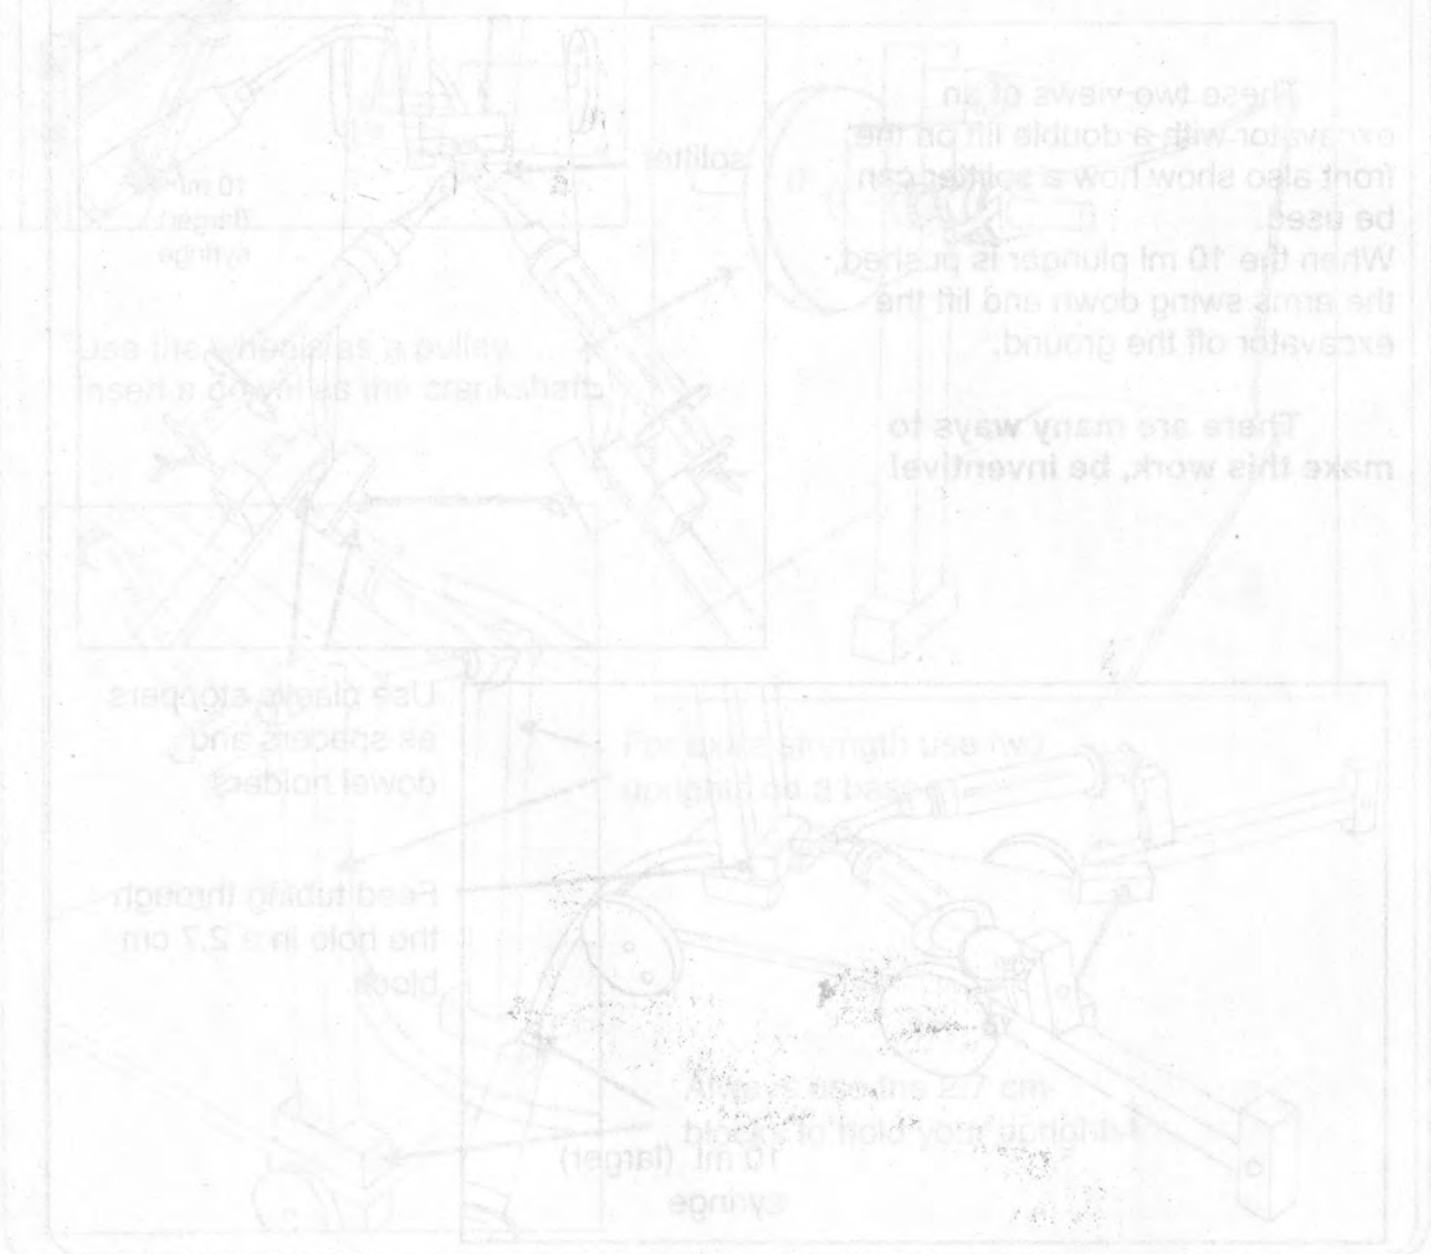 These two views of an
excavator with a double lift on the
front also show how a splitter can
be used.
When the 10 ml plunger is pushed,
the arms swing down and lift the
excavator off the ground.
There are many ways to
make this work, be inventive!
splitter
10 ml
(larger)
syringe
Use the wheels as a pulley
Insert a dowel as the crankshaft
Use plastic stoppers
as spacers and
dowel holders
For extra strength use two
uprights on a base
Feed tubing through
the hole in a 2.7 cm
block
Always use the 2.7 cm
blocks to hold your uprights
10 ml (larger)
syringe